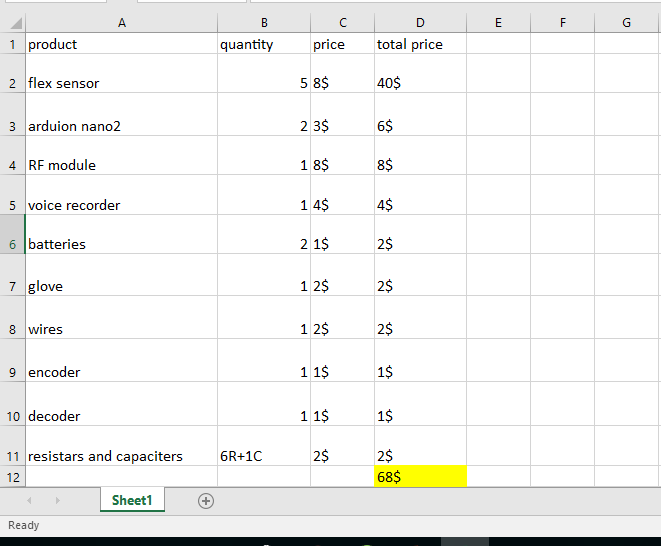 A B C D E F G
1 product quantity price total price
2 flex sensor 5 8$ 40$
3 arduion nano2 2 3$ 6$
4 RF module 1 8$ 8$
5 voice recorder 1 4$ 4$
6 batteries 2 1$ 2$
7 glove 1 2$ 2$
8 wires 1 2$ 2$
9 encoder 1 1$ 1$
10 decoder 1 1$ 1$
11 resistars and capaciters 6R+1C 2$ 2$
12 68$
Sheet1
Ready